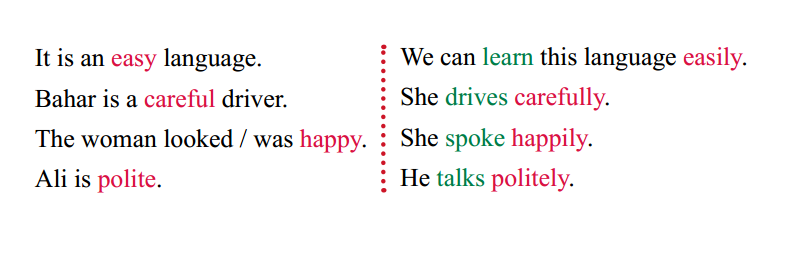 It is an easy language.
Bahar is a careful driver.
The woman looked / was happy.
Ali is polite.
We can learn this language easily.
She drives carefully.
She spoke happily.
He talks politely.